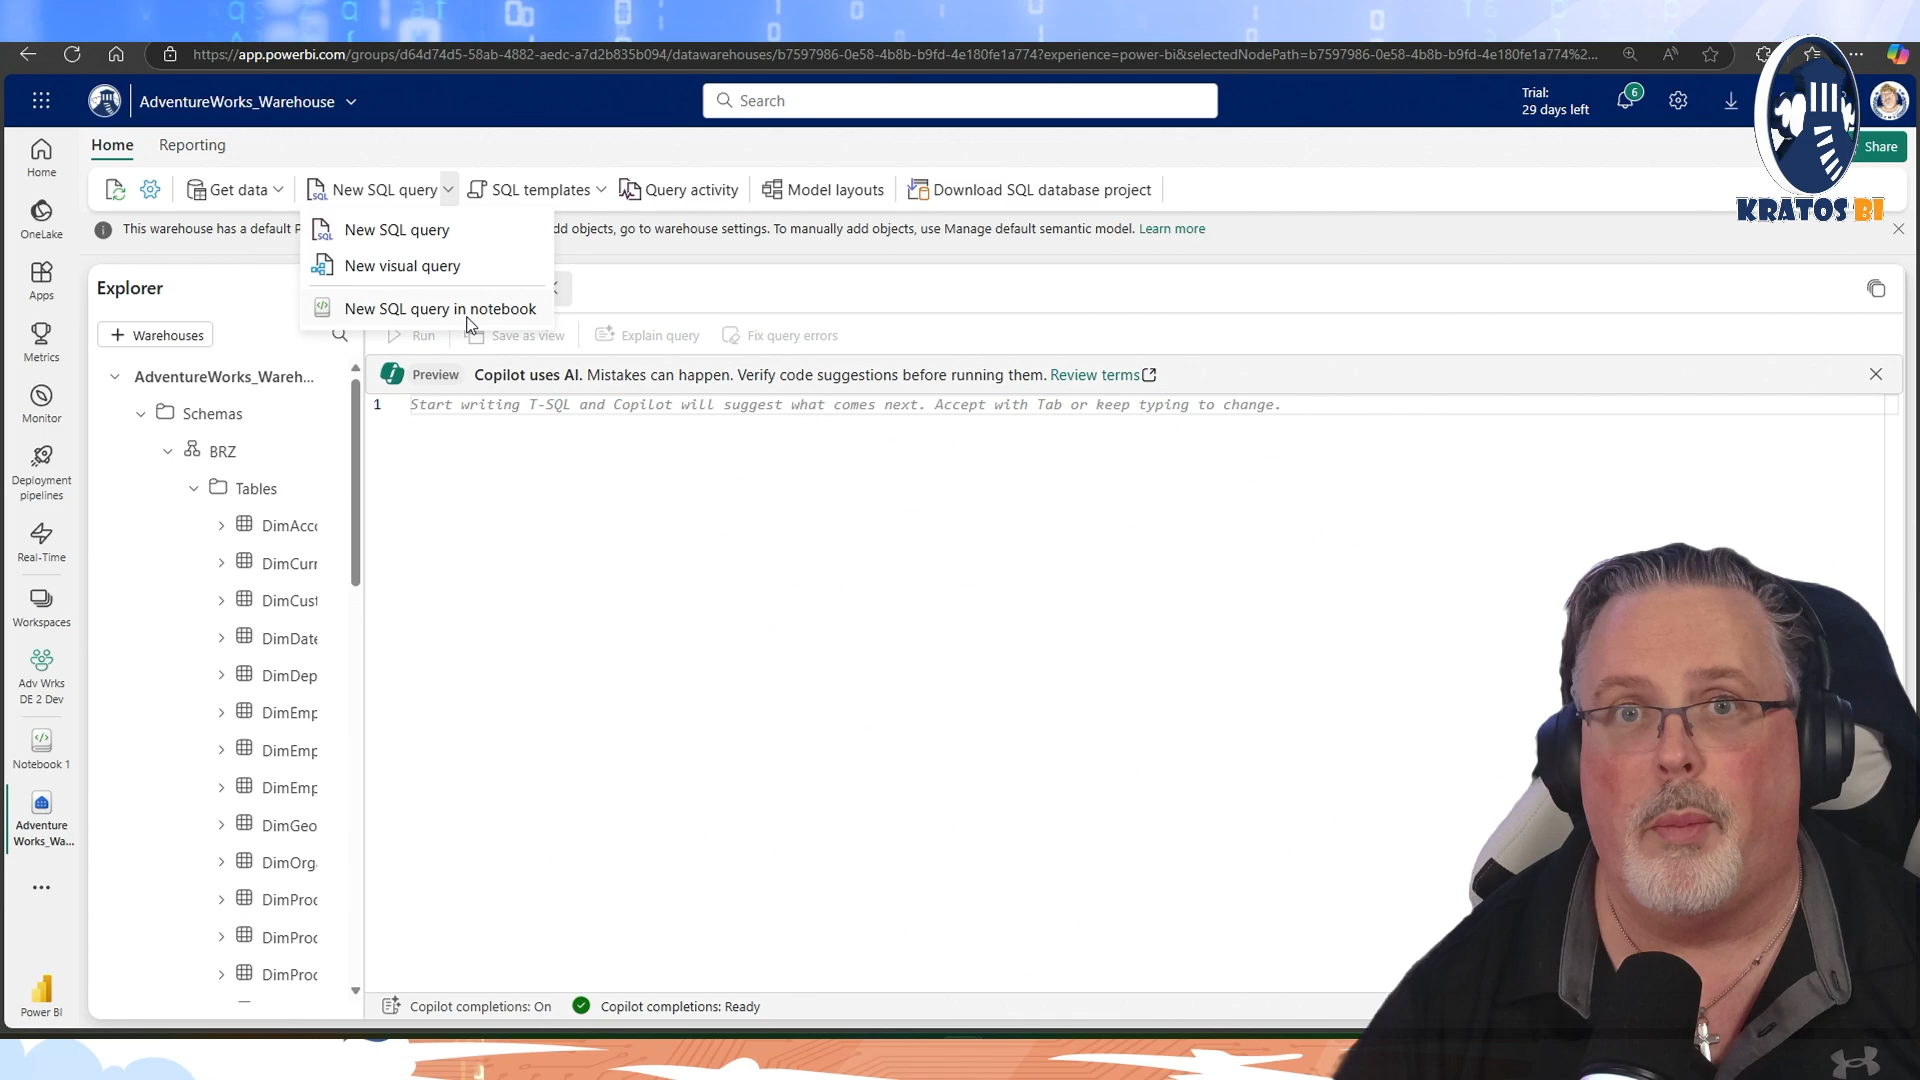 https://app.powerbi.com/groups/d64d74d5-58ab-4882-aedc-a7d2b835b094/datawarehouses/b7597986-0e58-4b8b-b9fd-4e180fe1a774?experience=power-bi&selectedNodePath=b7597986-0e58-4b8b-b9fd-4e180fe1a774%2...
AdventureWorks_Warehouse
Search
Trial:
29 days left
6
Home
Reporting
Share
KRATOS BI
Get data
New SQL query
SQL templates
Query activity
Model layouts
Download SQL database project
This warehouse has a default P
dd objects, go to warehouse settings. To manually add objects, use Manage default semantic model. Learn more
New SQL query
New visual query
New SQL query in notebook
Home
OneLake
Apps
Metrics
Monitor
Deployment
pipelines
Real-Time
Workspaces
Adv Wrks
DE 2 Dev
Notebook 1
Adventure
Works_Wa...
Power BI
Explorer
+ Warehouses
AdventureWorks_Wareh...
Schemas
BRZ
Tables
DimAcco
DimCurr
DimCust
DimDate
DimDep
DimEmp
DimEmp
DimEmp
DimGeo
DimOrg
DimProd
DimProd
DimProd
Run
Save as view
Explain query
Fix query errors
Preview
Copilot uses AI. Mistakes can happen. Verify code suggestions before running them. Review terms
1
Start writing T-SQL and Copilot will suggest what comes next. Accept with Tab or keep typing to change.
Copilot completions: On
Copilot completions: Ready